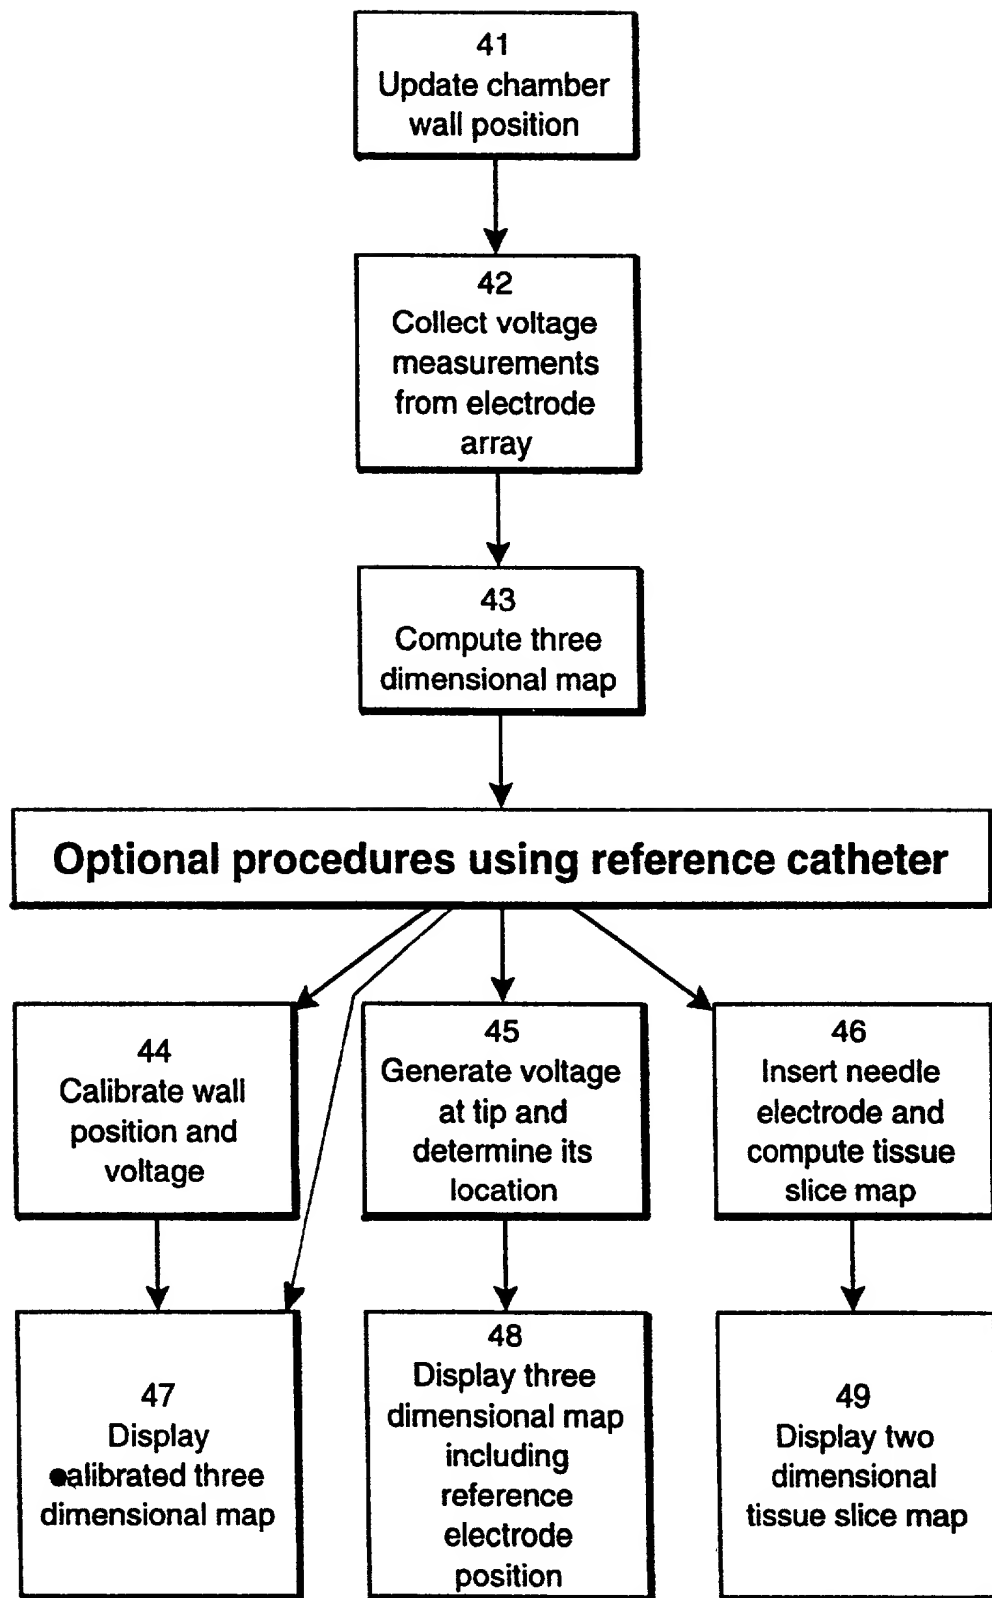 41
Update chamber
wall position
42
Collect voltage
measurements
from electrode
array
43
Compute three
dimensional map
Optional procedures using reference catheter
44
Calibrate wall
position and
voltage
45
Generate voltage
at tip and
determine its
location
46
Insert needle
electrode and
compute tissue
slice map
47
Display
calibrated three
dimensional map
48
Display three
dimensional map
including
reference
electrode
position
49
Display two
dimensional
tissue slice map